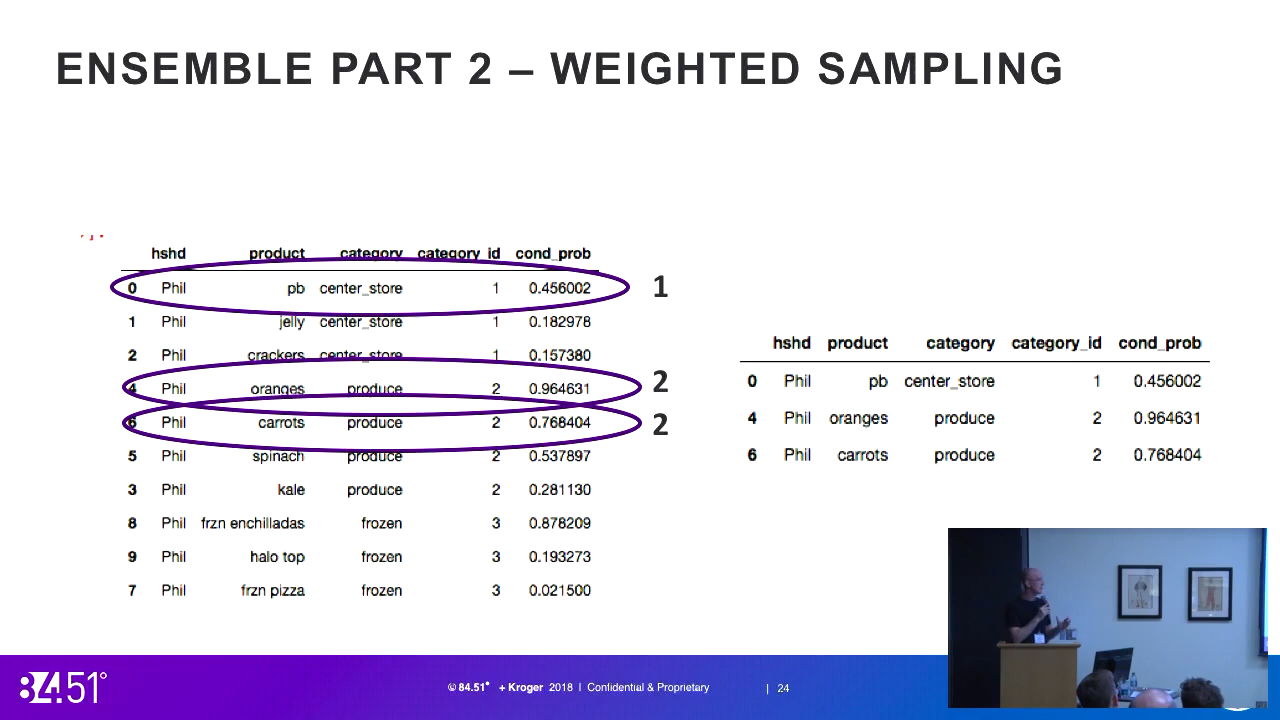 ENSEMBLE PART 2 – WEIGHTED SAMPLING
hshd product category category_id cond_prob
0 Phil pb center_store 1 0.456002 1
1 Phil jelly center_store 1 0.182978
2 Phil crackers center_store 1 0.157380
4 Phil oranges produce 2 0.964631 2
6 Phil carrots produce 2 0.768404 2
5 Phil spinach produce 2 0.537897
3 Phil kale produce 2 0.281130
8 Phil frzn enchilladas frozen 3 0.878209
9 Phil halo top frozen 3 0.193273
7 Phil frzn pizza frozen 3 0.021500
hshd product category category_id cond_prob
0 Phil pb center_store 1 0.456002
4 Phil oranges produce 2 0.964631
6 Phil carrots produce 2 0.768404
84.51°
© 84.51° + Kroger 2018 | Confidential & Proprietary | 24